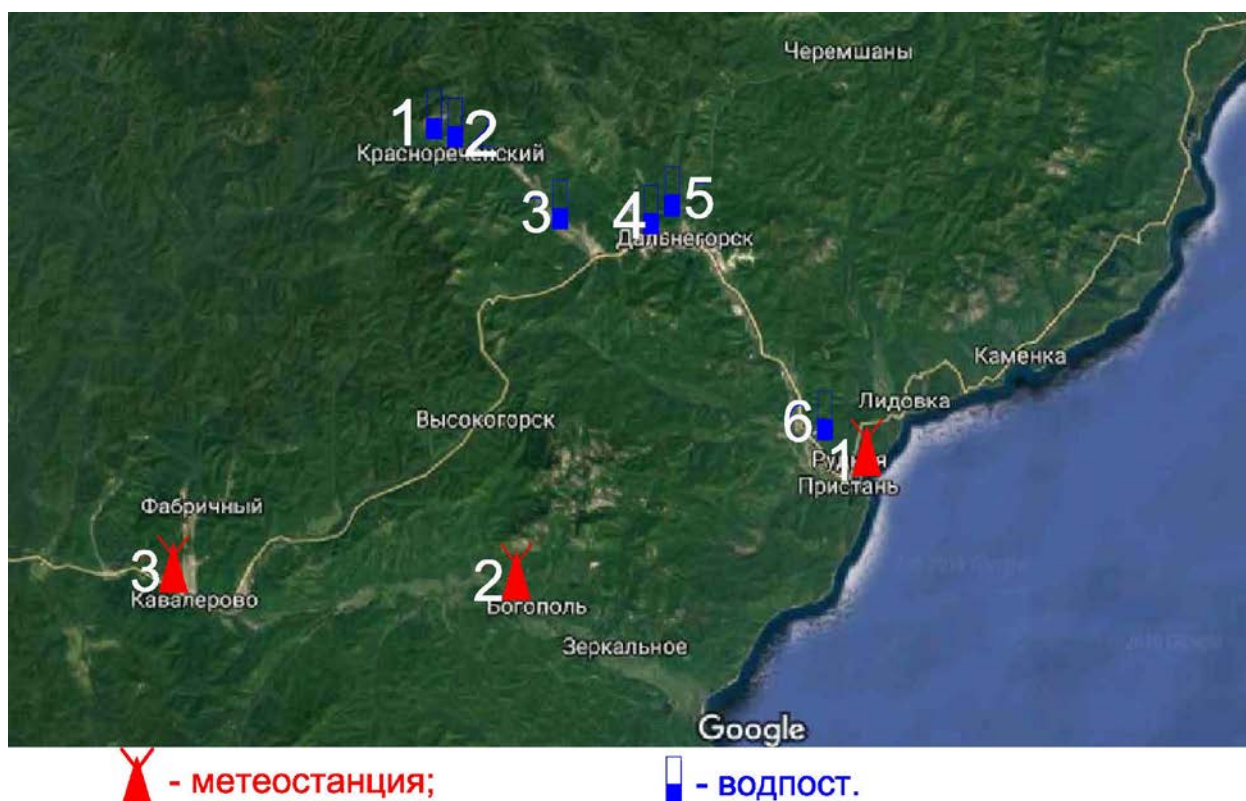 Черемшаны
1
2
Краснореченский
3
4
5
Дальнегорск
Каменка
Лидовка
Высокогорск
6
1
Рудная
Пристань
Фабричный
3
Кавалерово
2
Богополь
Зеркальное
Google
- метеостанция;
- водпост.